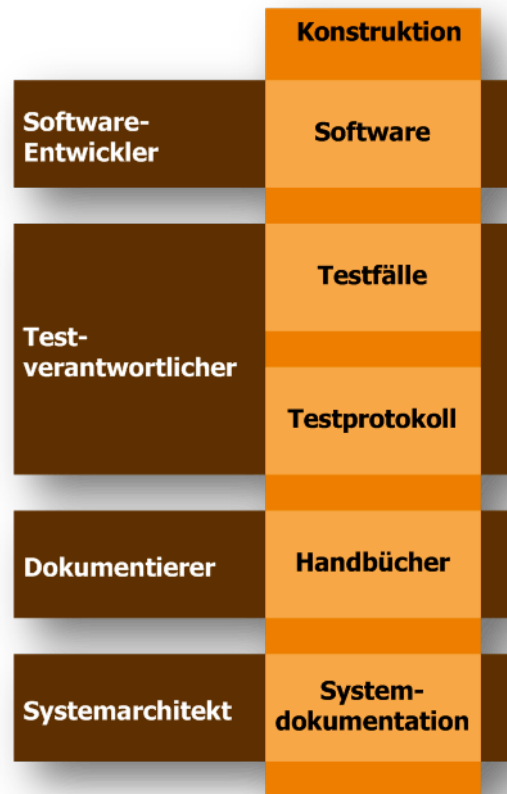 Konstruktion
Software-
Entwickler
Software
Test-
verantwortlicher
Testfälle
Testprotokoll
Dokumentierer
Handbücher
Systemarchitekt
System-
dokumentation